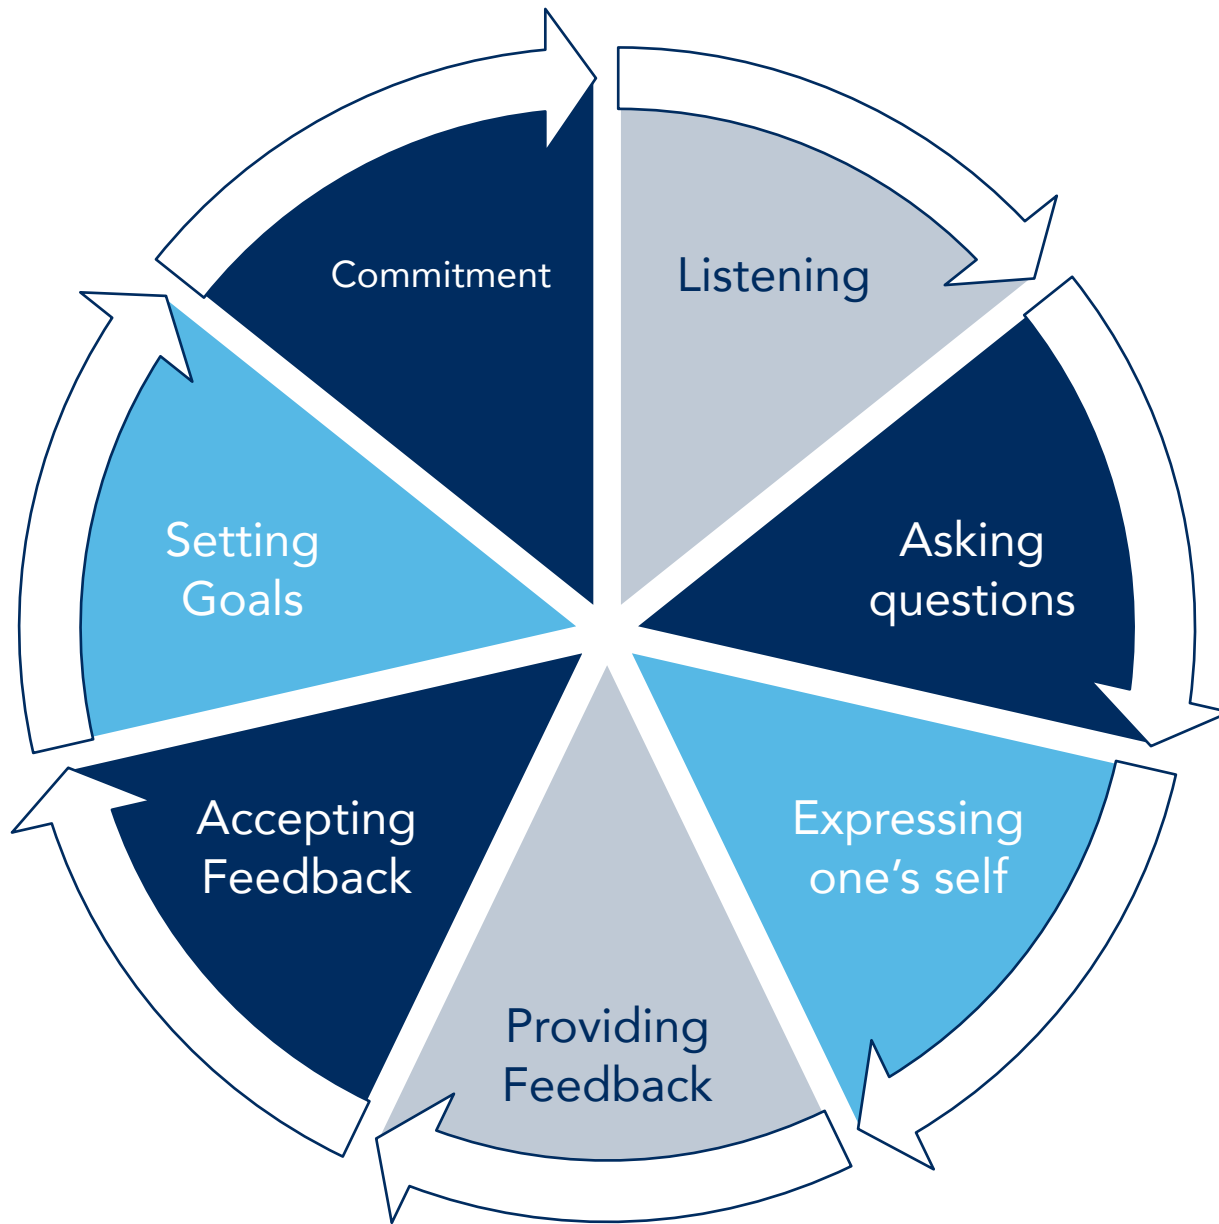 Commitment
Listening
Asking
questions
Expressing
one’s self
Providing
Feedback
Accepting
Feedback
Setting
Goals